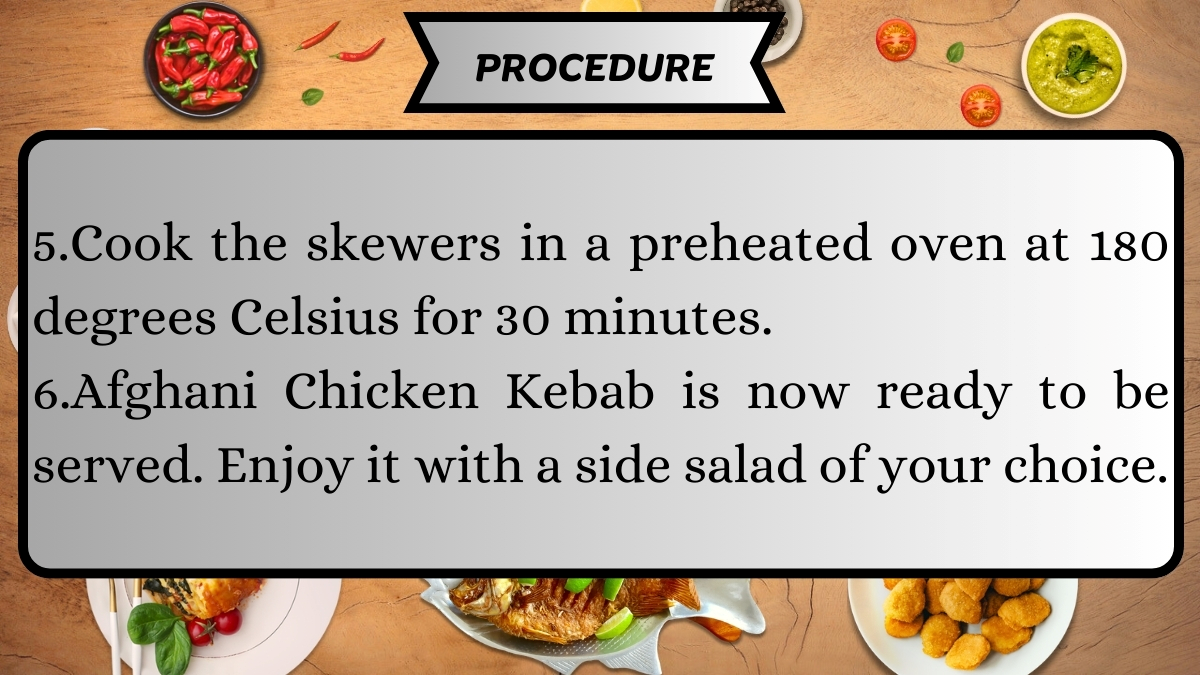 PROCEDURE
5.Cook the skewers in a preheated oven at 180
degrees Celsius for 30 minutes.
6.Afghani Chicken Kebab is now ready to be
served. Enjoy it with a side salad of your choice.